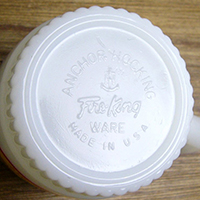 ANCHOR HOCKING
Fire-King
WARE
MADE IN U.S.A.